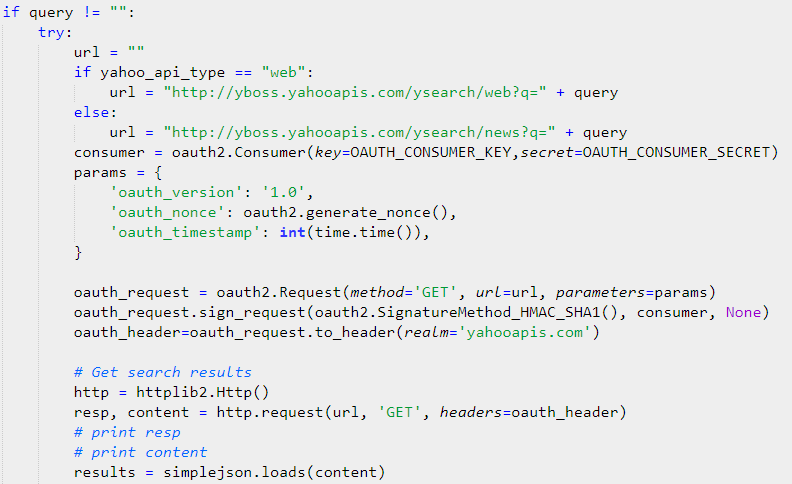 if query != "":
    try:
        url = ""
        if yahoo_api_type == "web":
            url = "http://yboss.yahooapis.com/ysearch/web?q=" + query
        else:
            url = "http://yboss.yahooapis.com/ysearch/news?q=" + query
        consumer = oauth2.Consumer(key=OAUTH_CONSUMER_KEY,secret=OAUTH_CONSUMER_SECRET)
        params = {
            'oauth_version': '1.0',
            'oauth_nonce': oauth2.generate_nonce(),
            'oauth_timestamp': int(time.time()),
        }

        oauth_request = oauth2.Request(method='GET', url=url, parameters=params)
        oauth_request.sign_request(oauth2.SignatureMethod_HMAC_SHA1(), consumer, None)
        oauth_header=oauth_request.to_header(realm='yahooapis.com')

        # Get search results
        http = httplib2.Http()
        resp, content = http.request(url, 'GET', headers=oauth_header)
        # print resp
        # print content
        results = simplejson.loads(content)